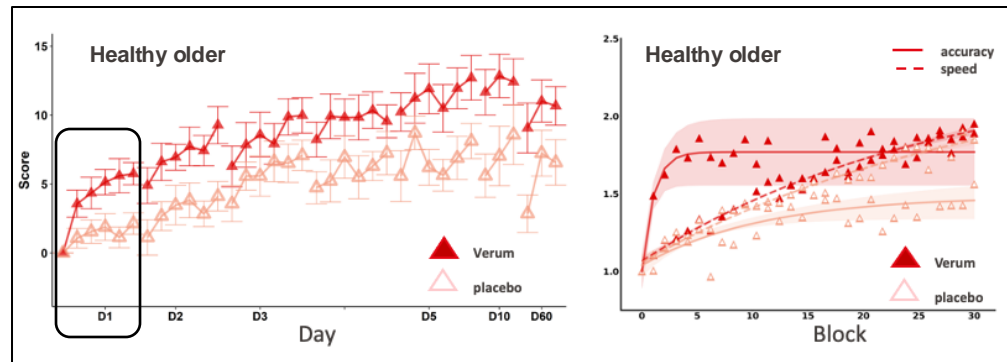 Healthy older
Score
15
10
5
0
D1
D2
D3
D5
D10
D60
Day
Verum
placebo
Healthy older
accuracy
speed
2.5
2.0
1.5
1.0
0
5
10
15
20
25
30
Block
Verum
placebo